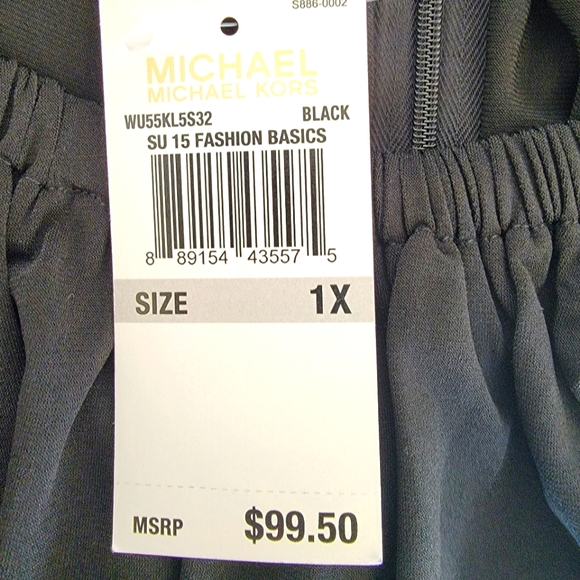 S886-0002
MICHAEL
MICHAEL KORS
WU55KL5S32 BLACK
SU 15 FASHION BASICS
8 89154 43557 5
SIZE 1X
MSRP $99.50